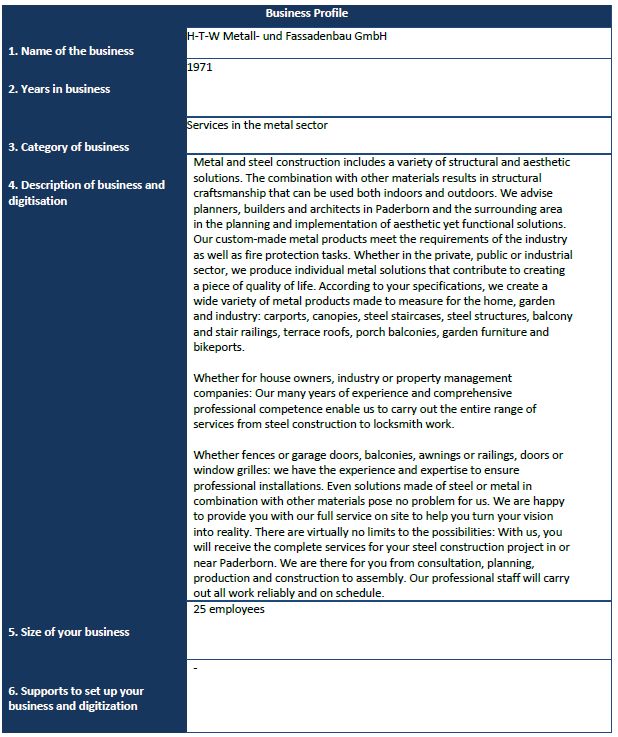 Business Profile
1. Name of the business
H-T-W Metall- und Fassadenbau GmbH
2. Years in business
1971
3. Category of business
Services in the metal sector
4. Description of business and
digitisation
Metal and steel construction includes a variety of structural and aesthetic
solutions. The combination with other materials results in structural
craftsmanship that can be used both indoors and outdoors. We advise
planners, builders and architects in Paderborn and the surrounding area
in the planning and implementation of aesthetic yet functional solutions.
Our custom-made metal products meet the requirements of the industry
as well as fire protection tasks. Whether in the private, public or industrial
sector, we produce individual metal solutions that contribute to creating
a piece of quality of life. According to your specifications, we create a
wide variety of metal products made to measure for the home, garden
and industry: carports, canopies, steel staircases, steel structures, balcony
and stair railings, terrace roofs, porch balconies, garden furniture and
bikeports.
Whether for house owners, industry or property management
companies: Our many years of experience and comprehensive
professional competence enable us to carry out the entire range of
services from steel construction to locksmith work.
Whether fences or garage doors, balconies, awnings or railings, doors or
window grilles: we have the experience and expertise to ensure
professional installations. Even solutions made of steel or metal in
combination with other materials pose no problem for us. We are happy
to provide you with our full service on site to help you turn your vision
into reality. There are virtually no limits to the possibilities: With us, you
will receive the complete services for your steel construction project in or
near Paderborn. We are there for you from consultation, planning,
production and construction to assembly. Our professional staff will carry
out all work reliably and on schedule.
5. Size of your business
25 employees
6. Supports to set up your
business and digitization
-